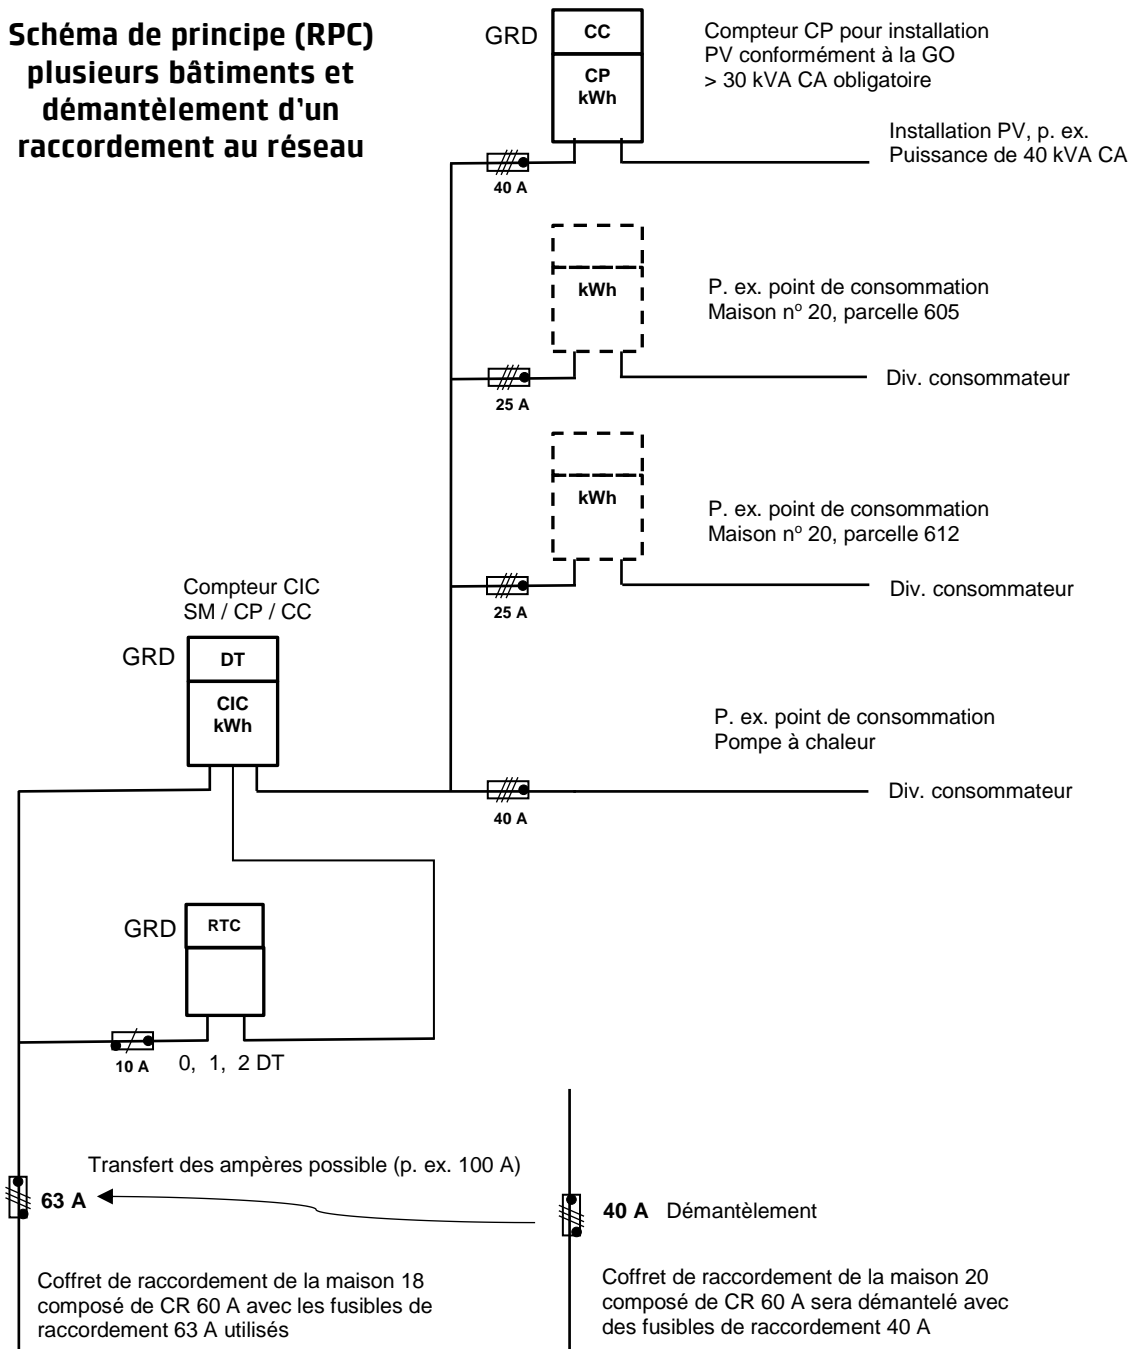 Schéma de principe (RPC)
plusieurs bâtiments et
démantèlement d'un
raccordement au réseau
GRD
CC
CP
kWh
Compteur CP pour installation
PV conformément à la GO
> 30 kVA CA obligatoire
Installation PV, p. ex.
Puissance de 40 kVA CA
40 A
kWh
P. ex. point de consommation
Maison nº 20, parcelle 605
Div. consommateur
25 A
kWh
P. ex. point de consommation
Maison nº 20, parcelle 612
Div. consommateur
25 A
Compteur CIC
SM / CP / CC
GRD
DT
CIC
kWh
P. ex. point de consommation
Pompe à chaleur
Div. consommateur
40 A
GRD
RTC
10 A
0, 1, 2 DT
Transfert des ampères possible (p. ex. 100 A)
63 A
40 A Démantèlement
Coffret de raccordement de la maison 18
composé de CR 60 A avec les fusibles de
raccordement 63 A utilisés
Coffret de raccordement de la maison 20
composé de CR 60 A sera démantelé avec
des fusibles de raccordement 40 A